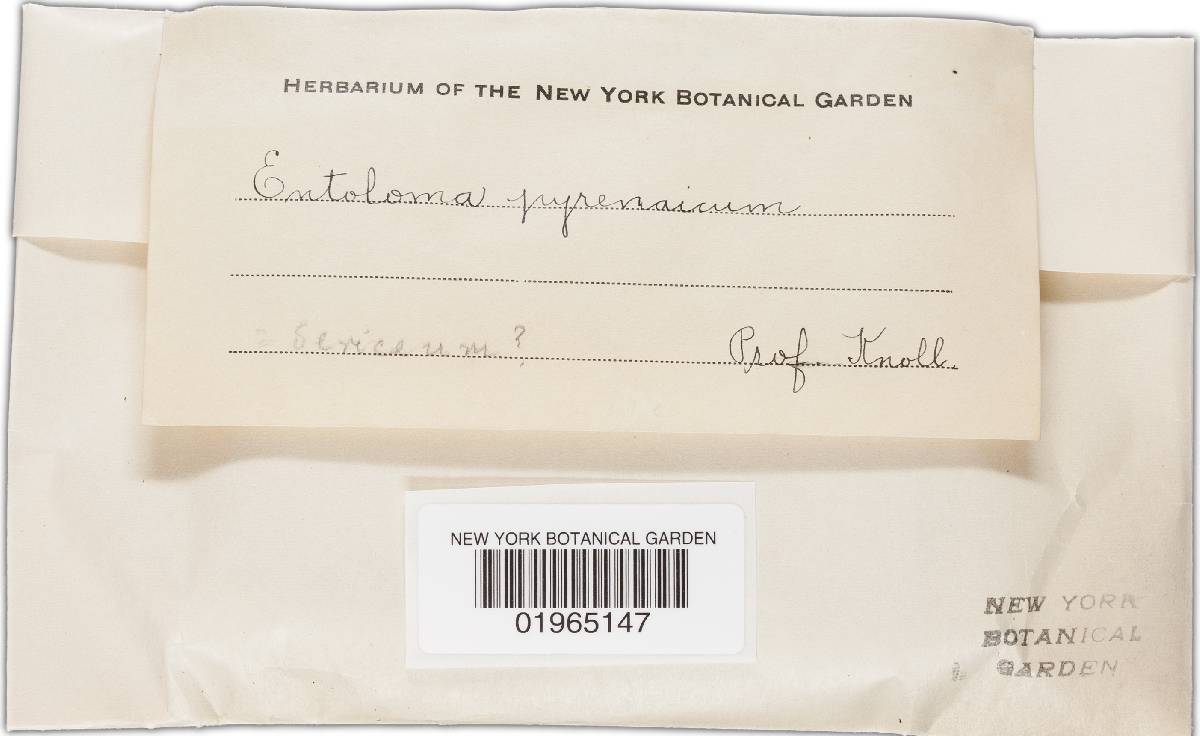 HERBARIUM OF THE NEW YORK BOTANICAL GARDEN
Entoloma pyrenaicum
= Sericeum? Prof. Knoll.
NEW YORK BOTANICAL GARDEN
01965147
NEW YORK
BOTANICAL
GARDEN